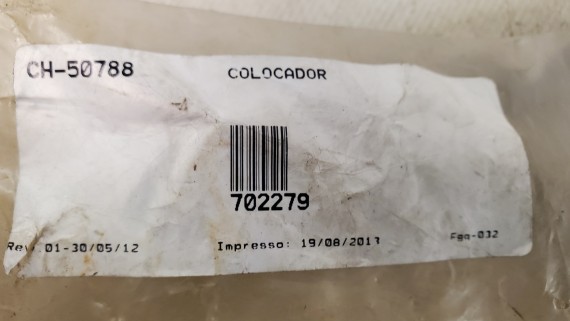 CH-50788 COLOCADOR
702279
Rev. 01-30/05/12 Impresso: 19/08/2011 Fgq-032